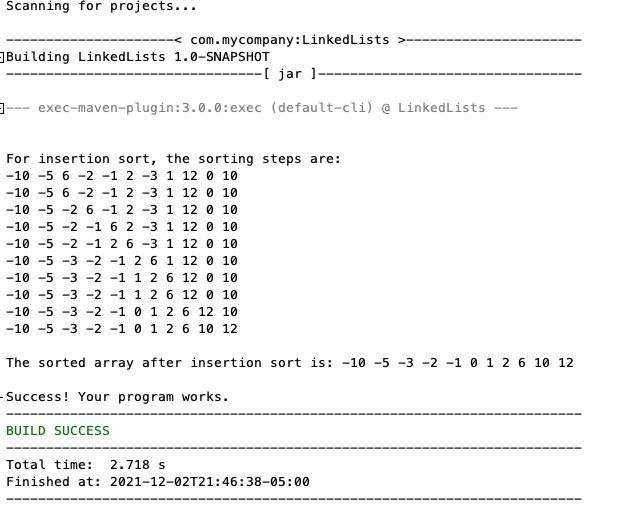 Scanning for projects...
---------------------< com.mycompany:LinkedLists >----------------------
Building LinkedLists 1.0-SNAPSHOT
--------------------------------[ jar ]---------------------------------
--- exec-maven-plugin:3.0.0:exec (default-cli) @ LinkedLists ---
For insertion sort, the sorting steps are:
-10 -5 6 -2 -1 2 -3 1 12 0 10
-10 -5 6 -2 -1 2 -3 1 12 0 10
-10 -5 -2 6 -1 2 -3 1 12 0 10
-10 -5 -2 -1 6 2 -3 1 12 0 10
-10 -5 -2 -1 2 6 -3 1 12 0 10
-10 -5 -3 -2 -1 2 6 1 12 0 10
-10 -5 -3 -2 -1 1 2 6 12 0 10
-10 -5 -3 -2 -1 1 2 6 12 0 10
-10 -5 -3 -2 -1 0 1 2 6 12 10
-10 -5 -3 -2 -1 0 1 2 6 10 12
The sorted array after insertion sort is: -10 -5 -3 -2 -1 0 1 2 6 10 12
Success! Your program works.
------------------------------------------------------------------------
BUILD SUCCESS
------------------------------------------------------------------------
Total time:  2.718 s
Finished at: 2021-12-02T21:46:38-05:00
------------------------------------------------------------------------